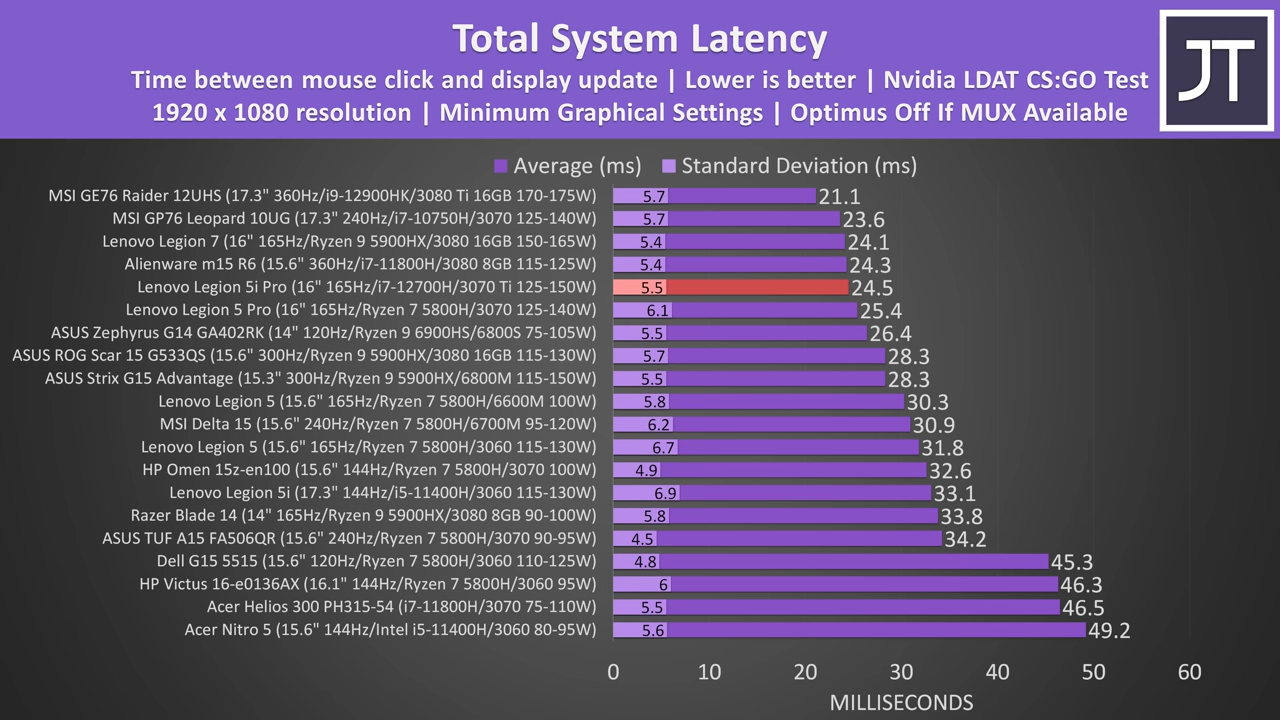 Total System Latency
Time between mouse click and display update | Lower is better | Nvidia LDAT CS:GO Test
1920 x 1080 resolution | Minimum Graphical Settings | Optimus Off If MUX Available
JT
Average (ms) Standard Deviation (ms)
MSI GE76 Raider 12UHS (17.3" 360Hz/i9-12900HK/3080 Ti 16GB 170-175W) 5.7 21.1
MSI GP76 Leopard 10UG (17.3" 240Hz/i7-10750H/3070 125-140W) 5.7 23.6
Lenovo Legion 7 (16" 165Hz/Ryzen 9 5900HX/3080 16GB 150-165W) 5.4 24.1
Alienware m15 R6 (15.6" 360Hz/i7-11800H/3080 8GB 115-125W) 5.4 24.3
Lenovo Legion 5i Pro (16" 165Hz/i7-12700H/3070 Ti 125-150W) 5.5 24.5
Lenovo Legion 5 Pro (16" 165Hz/Ryzen 7 5800H/3070 125-140W) 6.1 25.4
ASUS Zephyrus G14 GA402RK (14" 120Hz/Ryzen 9 6900HS/6800S 75-105W) 5.5 26.4
ASUS ROG Scar 15 G533QS (15.6" 300Hz/Ryzen 9 5900HX/3080 16GB 115-130W) 5.7 28.3
ASUS Strix G15 Advantage (15.3" 300Hz/Ryzen 9 5900HX/6800M 115-150W) 5.5 28.3
Lenovo Legion 5 (15.6" 165Hz/Ryzen 7 5800H/6600M 100W) 5.8 30.3
MSI Delta 15 (15.6" 240Hz/Ryzen 7 5800H/6700M 95-120W) 6.2 30.9
Lenovo Legion 5 (15.6" 165Hz/Ryzen 7 5800H/3060 115-130W) 6.7 31.8
HP Omen 15z-en100 (15.6" 144Hz/Ryzen 7 5800H/3070 100W) 4.9 32.6
Lenovo Legion 5i (17.3" 144Hz/i5-11400H/3060 115-130W) 6.9 33.1
Razer Blade 14 (14" 165Hz/Ryzen 9 5900HX/3080 8GB 90-100W) 5.8 33.8
ASUS TUF A15 FA506QR (15.6" 240Hz/Ryzen 7 5800H/3070 90-95W) 4.5 34.2
Dell G15 5515 (15.6" 120Hz/Ryzen 7 5800H/3060 110-125W) 4.8 45.3
HP Victus 16-e0136AX (16.1" 144Hz/Ryzen 7 5800H/3060 95W) 6 46.3
Acer Helios 300 PH315-54 (i7-11800H/3070 75-110W) 5.5 46.5
Acer Nitro 5 (15.6" 144Hz/Intel i5-11400H/3060 80-95W) 5.6 49.2
0 10 20 30 40 50 60
MILLISECONDS